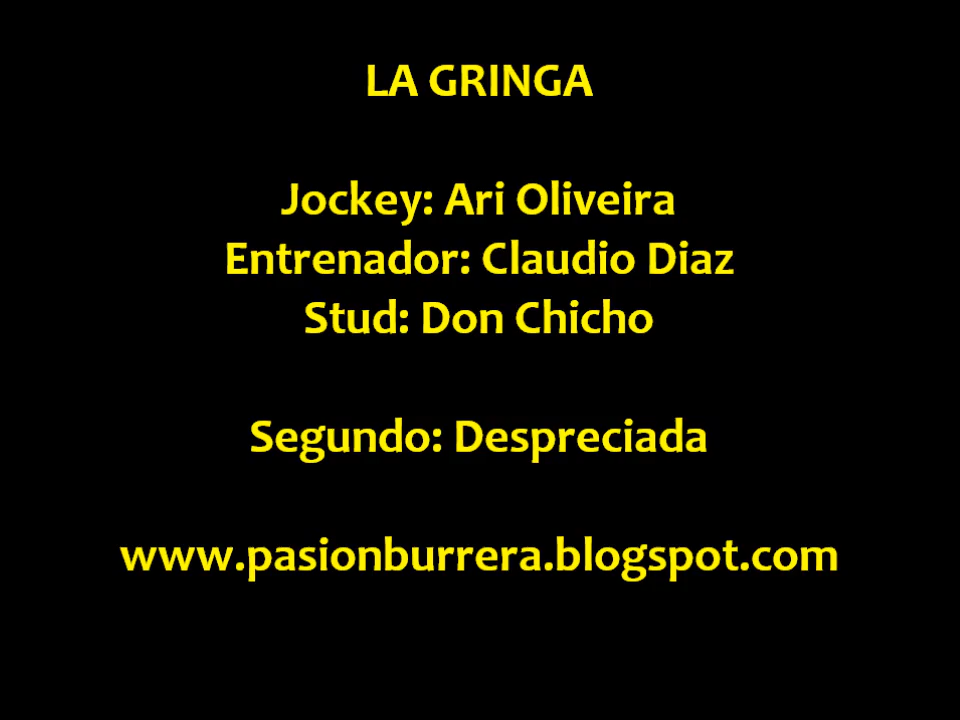 LA GRINGA
Jockey: Ari Oliveira
Entrenador: Claudio Diaz
Stud: Don Chicho
Segundo: Despreciada
www.pasionburrera.blogspot.com